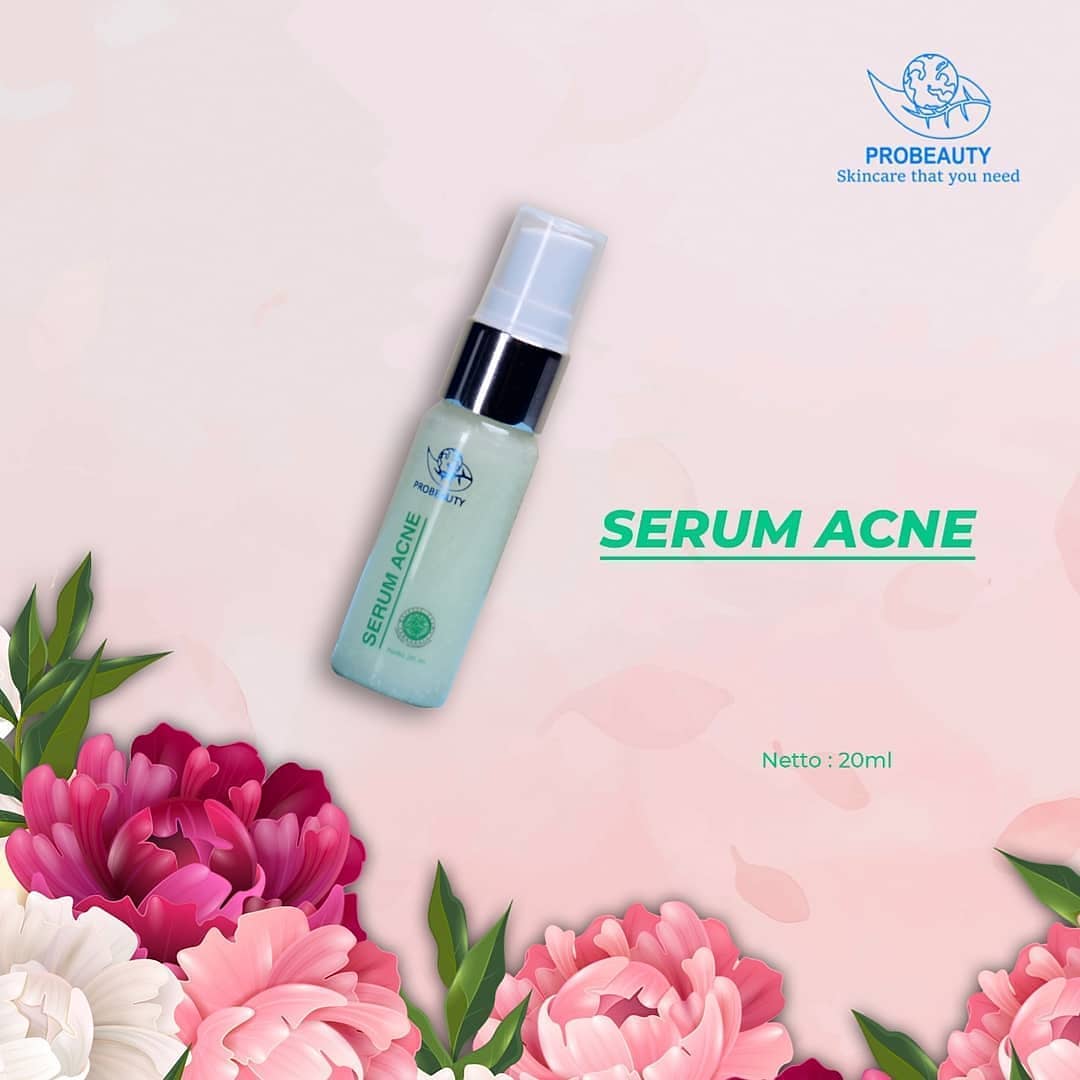 PROBEAUTY
Skincare that you need
PROBEAUTY
SERUM ACNE
SERUM ACNE
Netto : 20ml